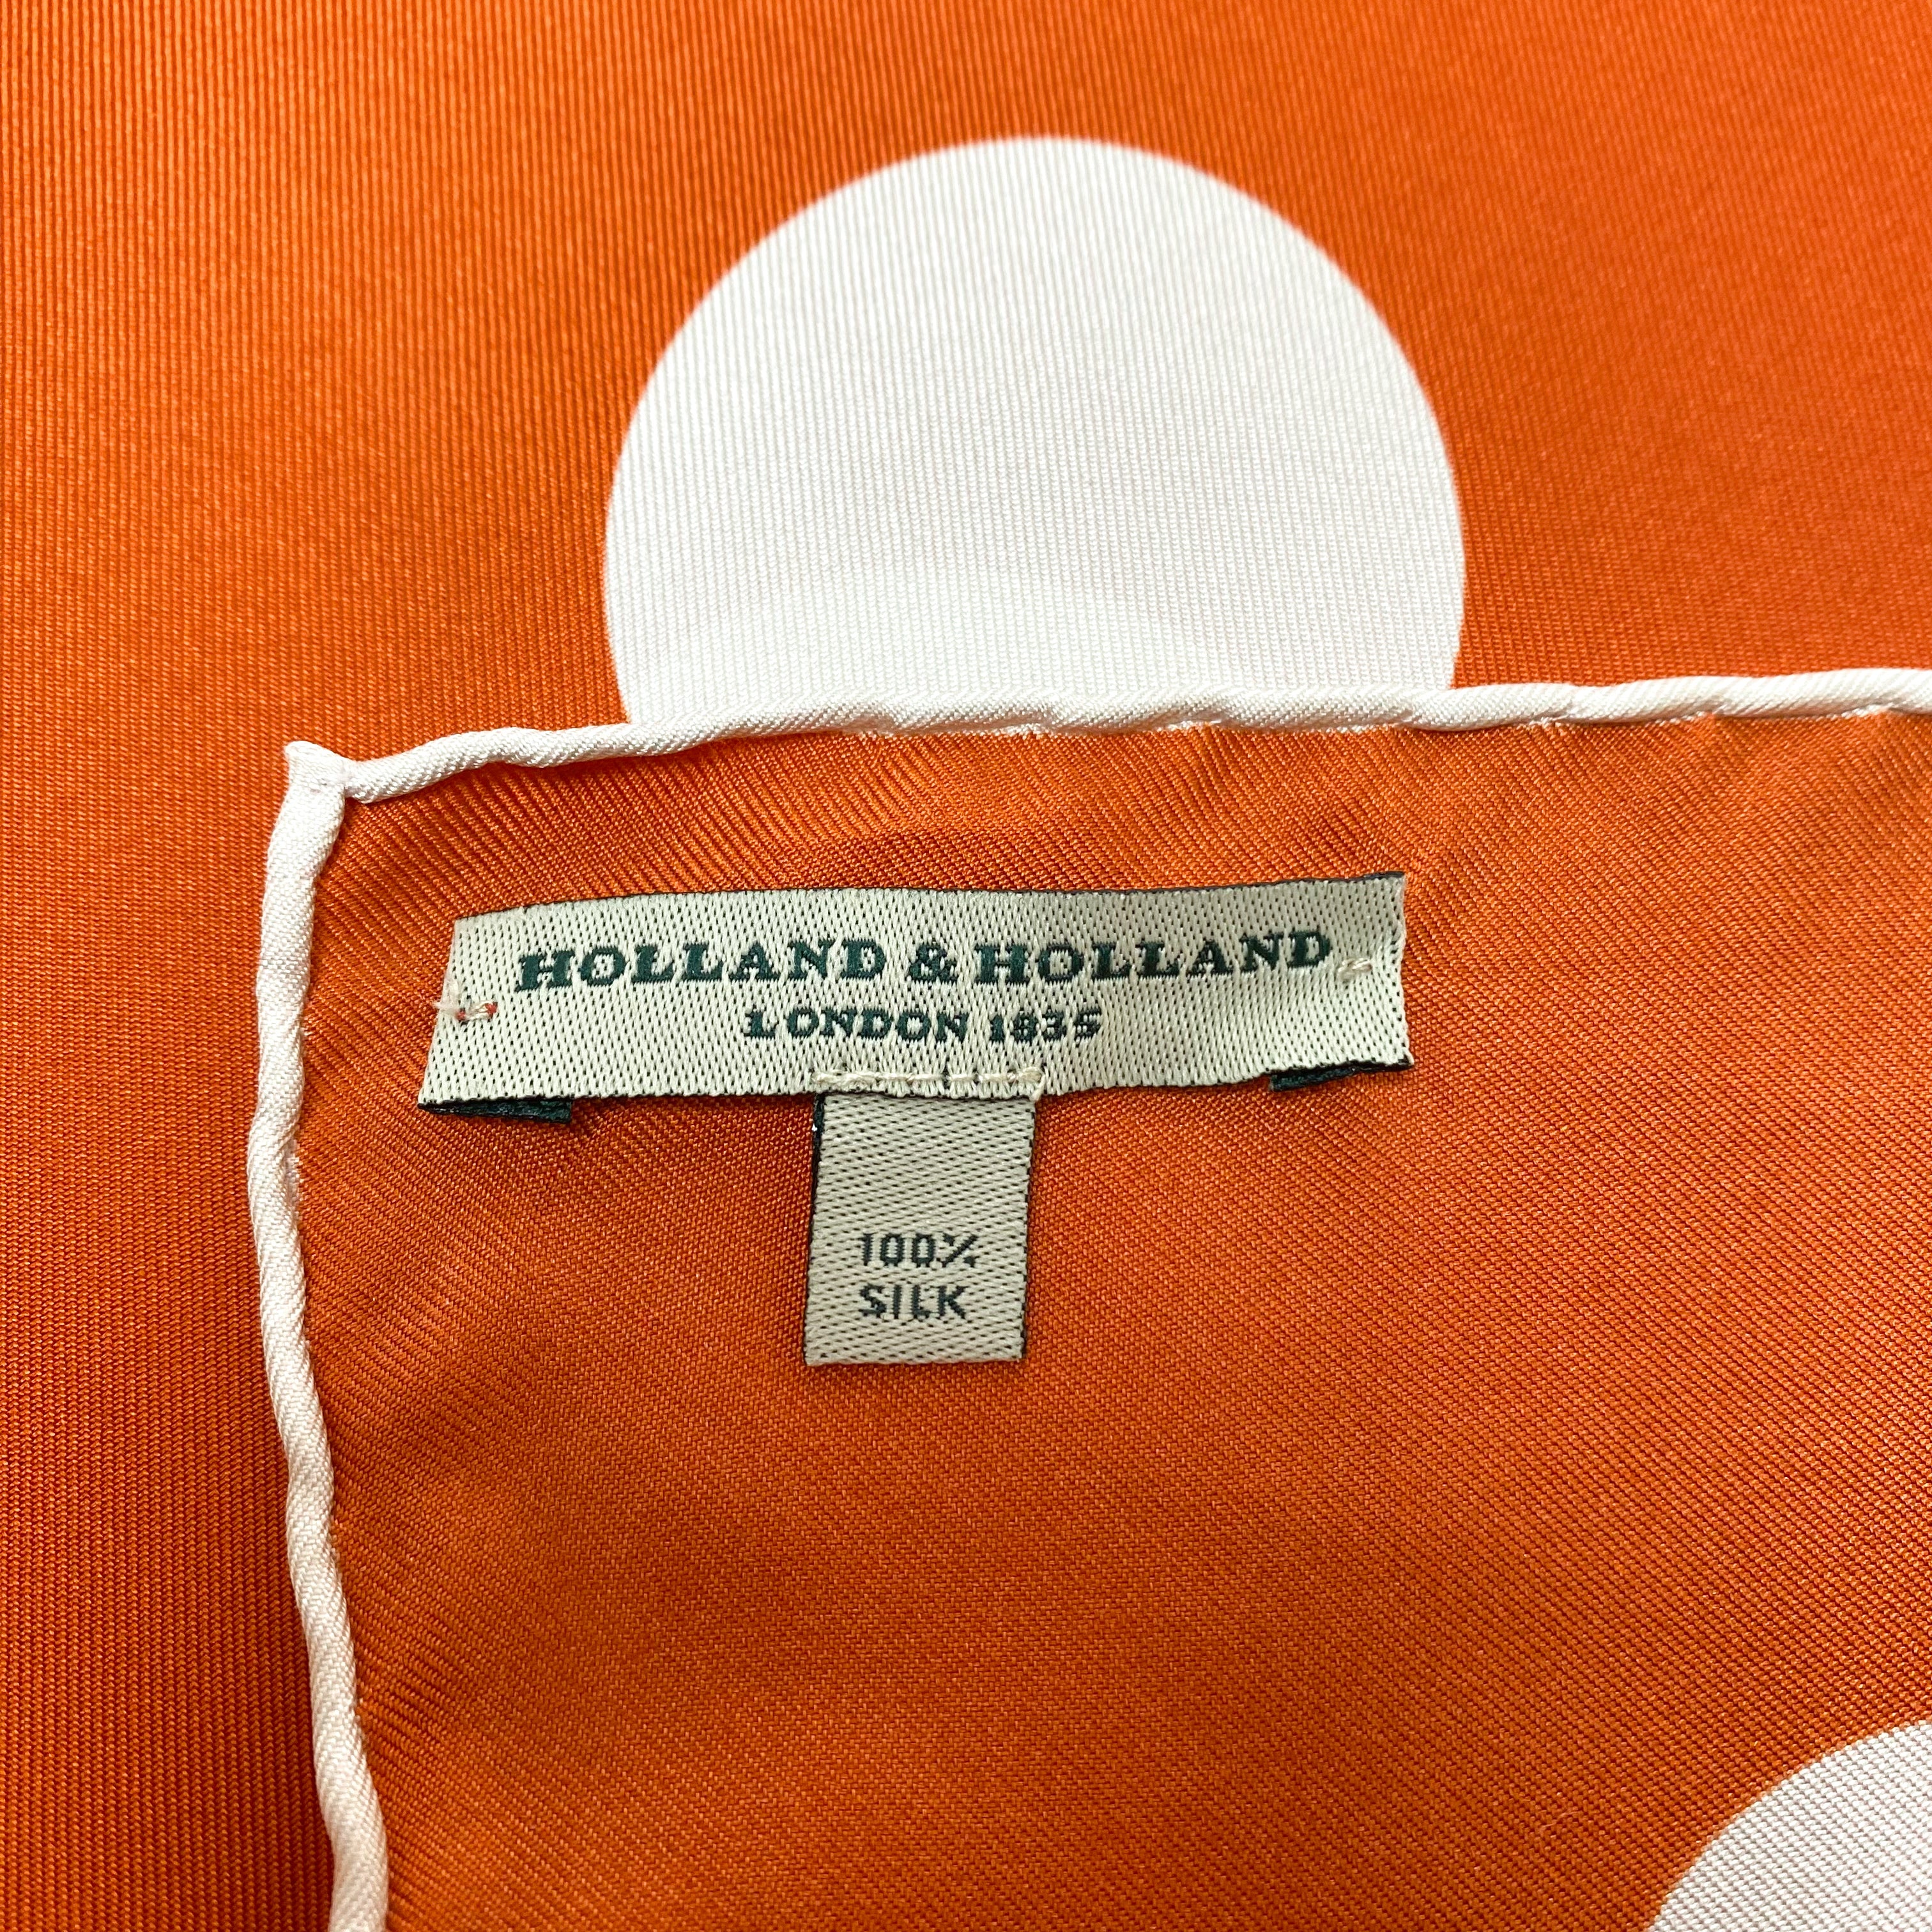 HOLLAND & HOLLAND
LONDON 1835
100%
SILK